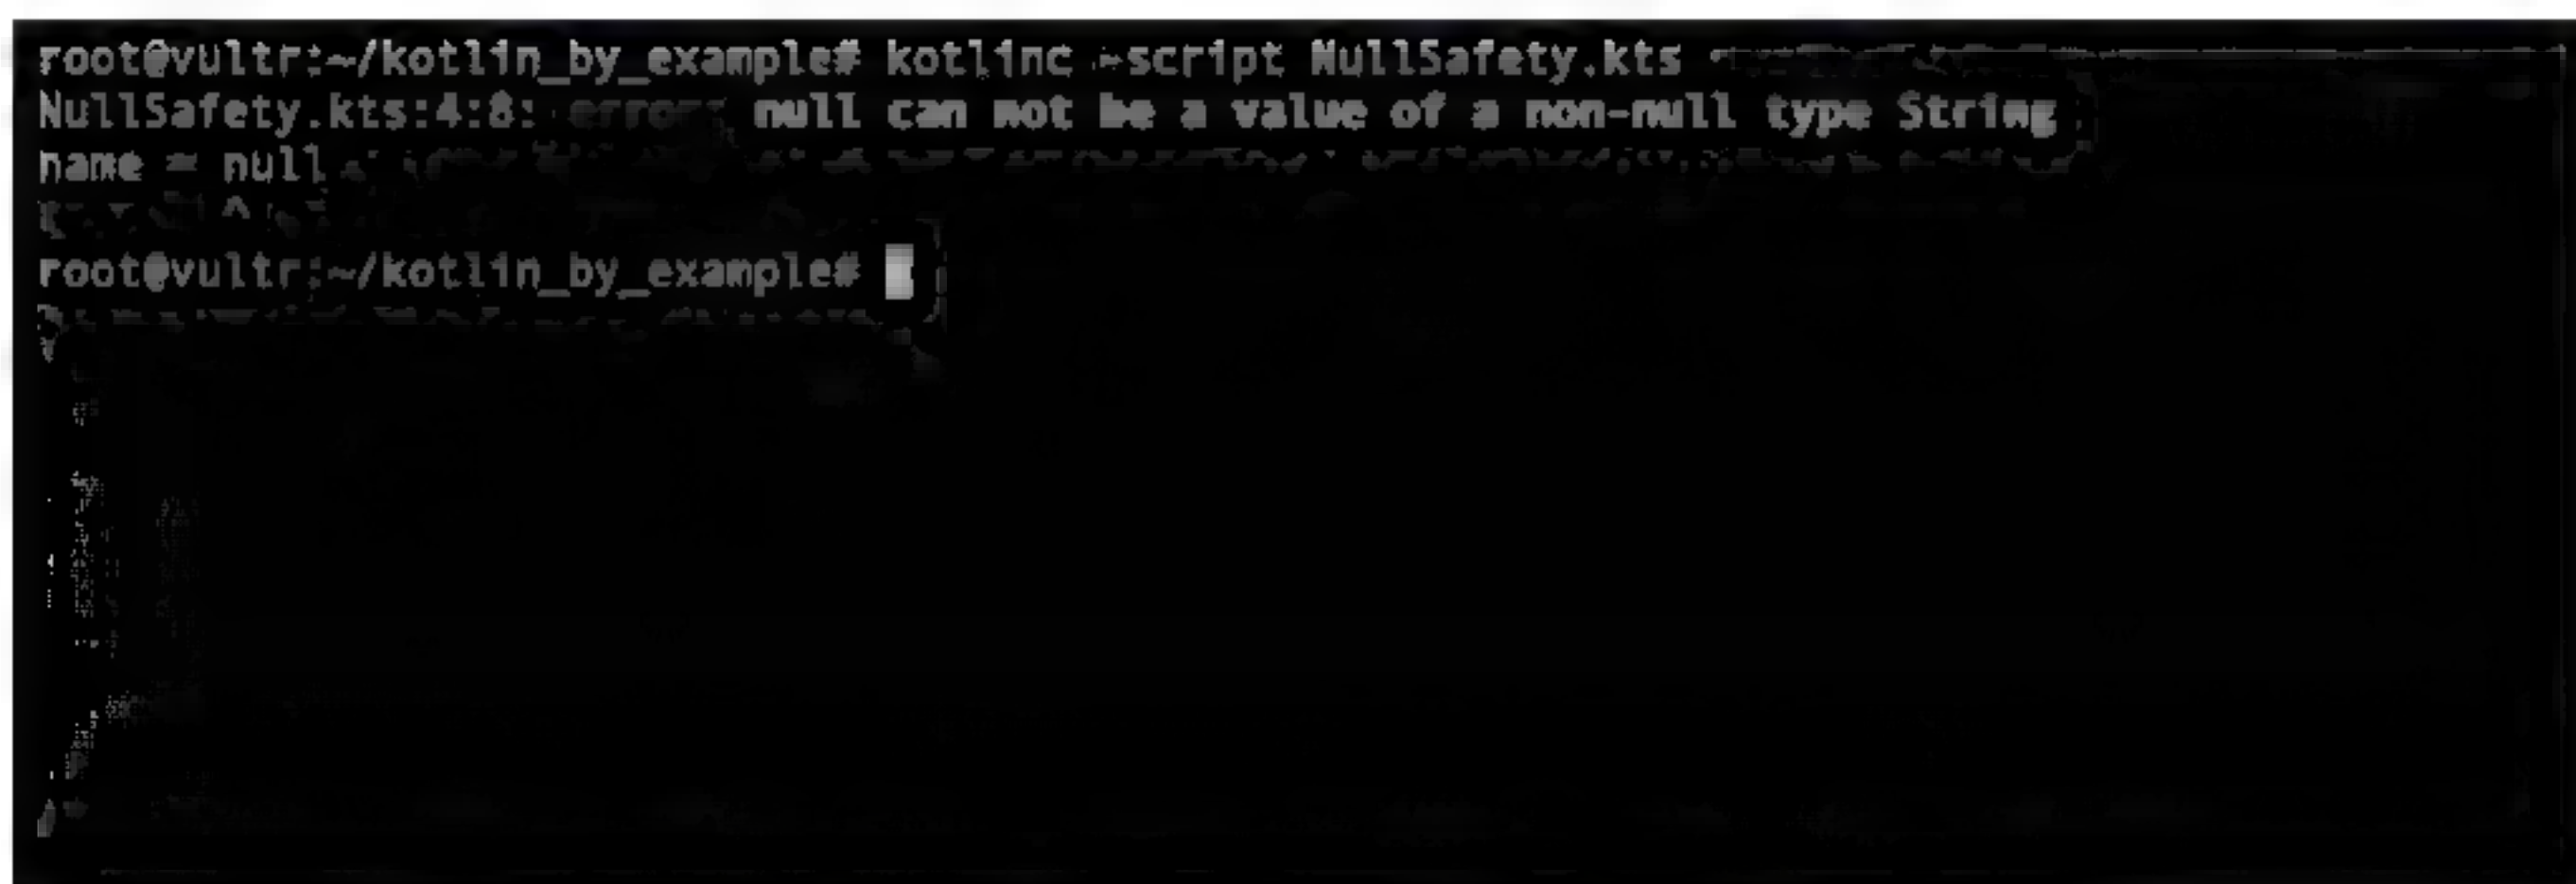 root@vultr:~/kotlin_by_example# kotlinc -script NullSafety.kts
NullSafety.kts:4:8: error: null can not be a value of a non-null type String
name = null
^
root@vultr:~/kotlin_by_example#